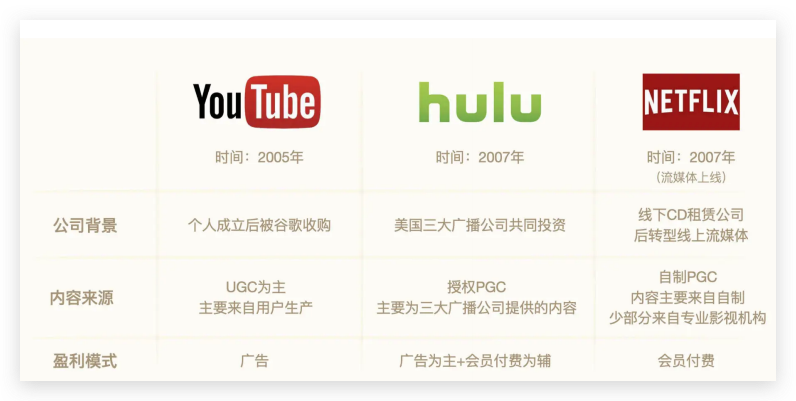 YouTube hulu NETFLIX
时间：2005年 时间：2007年 时间：2007年
（流媒体上线）
公司背景 个人成立后被谷歌收购 美国三大广播公司共同投资 线下CD租赁公司
后转型线上流媒体
内容来源 UGC为主
主要来自用户生产
授权PGC
主要为三大广播公司提供的内容
自制PGC
内容主要来自自制
少部分来自专业影视机构
盈利模式 广告 广告为主+会员付费为辅 会员付费